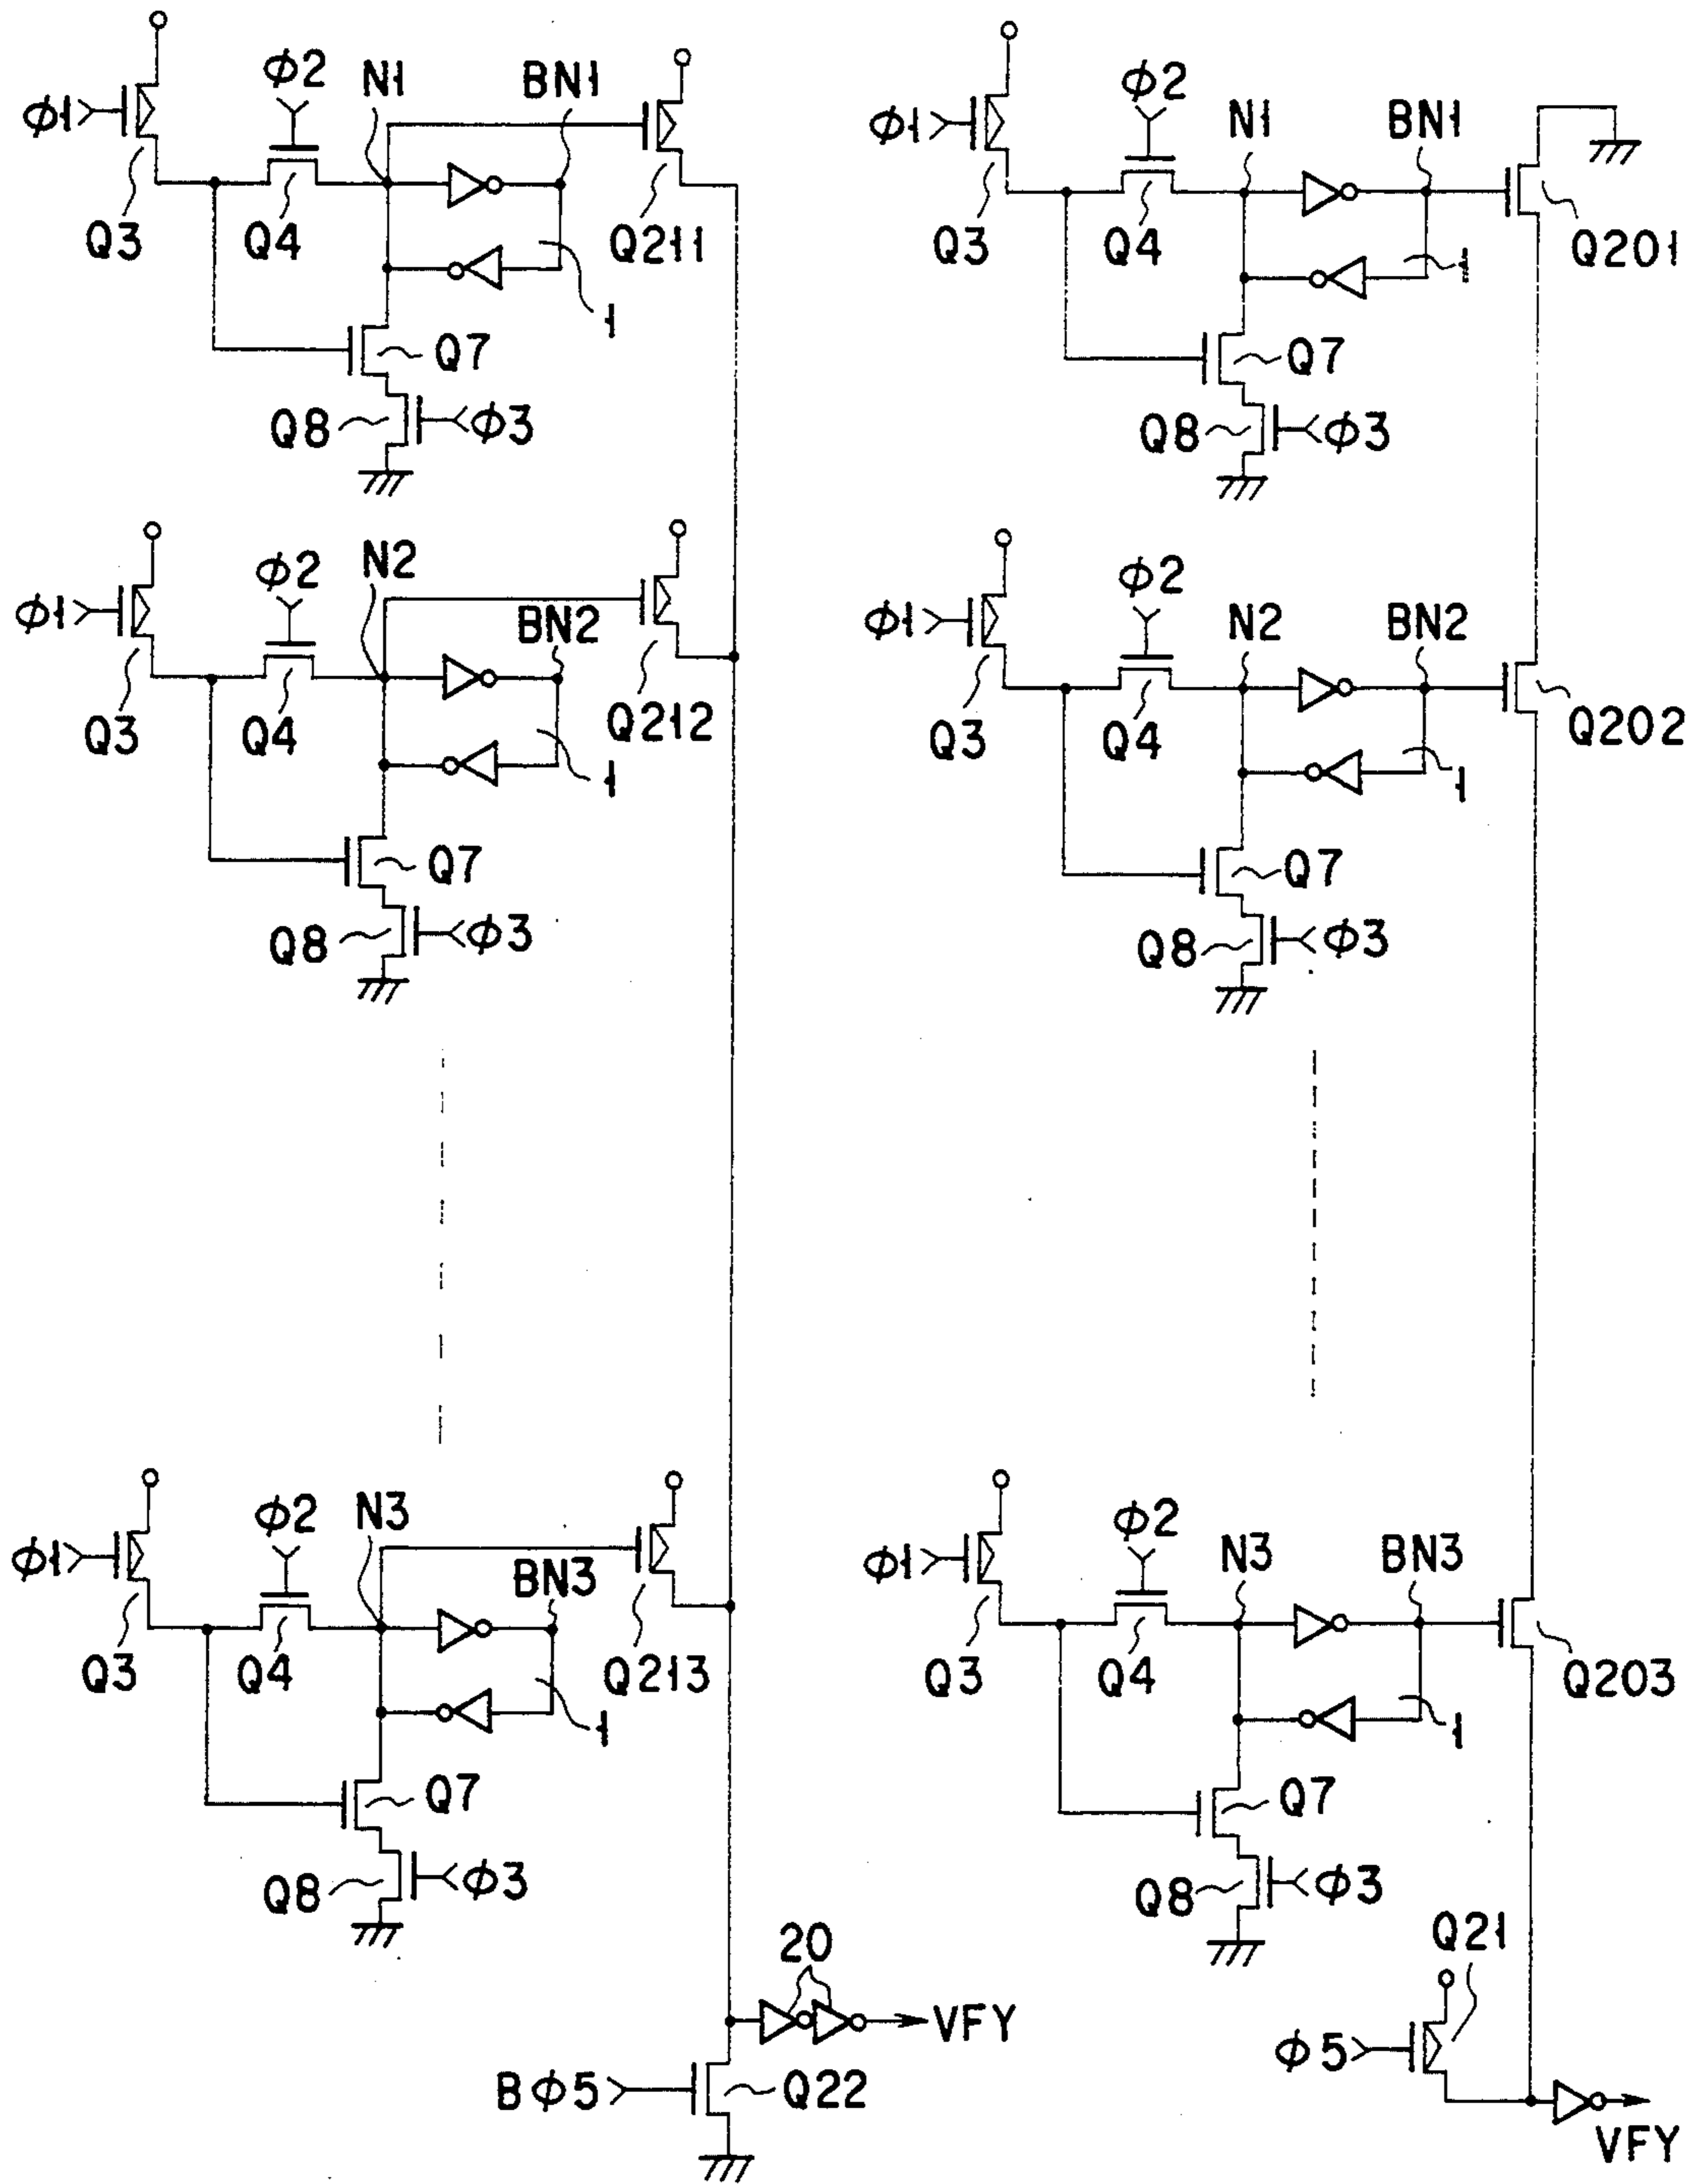 ϕ2 N1 BN1
ϕ1
Q3 Q4 Q211
1
Q7
Q8 ϕ3
ϕ2 N2
ϕ1 BN2
Q3 Q4 Q212
1
Q7
Q8 ϕ3
ϕ2 N3
ϕ1 BN3
Q3 Q4 Q213
1
Q7
Q8 ϕ3
20
VFY
Bϕ5 Q22
ϕ2 N1 BN1
ϕ1
Q3 Q4 1 Q201
Q7
Q8 ϕ3
ϕ2 N2 BN2
ϕ1
Q3 Q4 1 Q202
Q7
Q8 ϕ3
ϕ2 N3 BN3
ϕ1
Q3 Q4 1 Q203
Q7
Q8 ϕ3
Q21
ϕ5
VFY